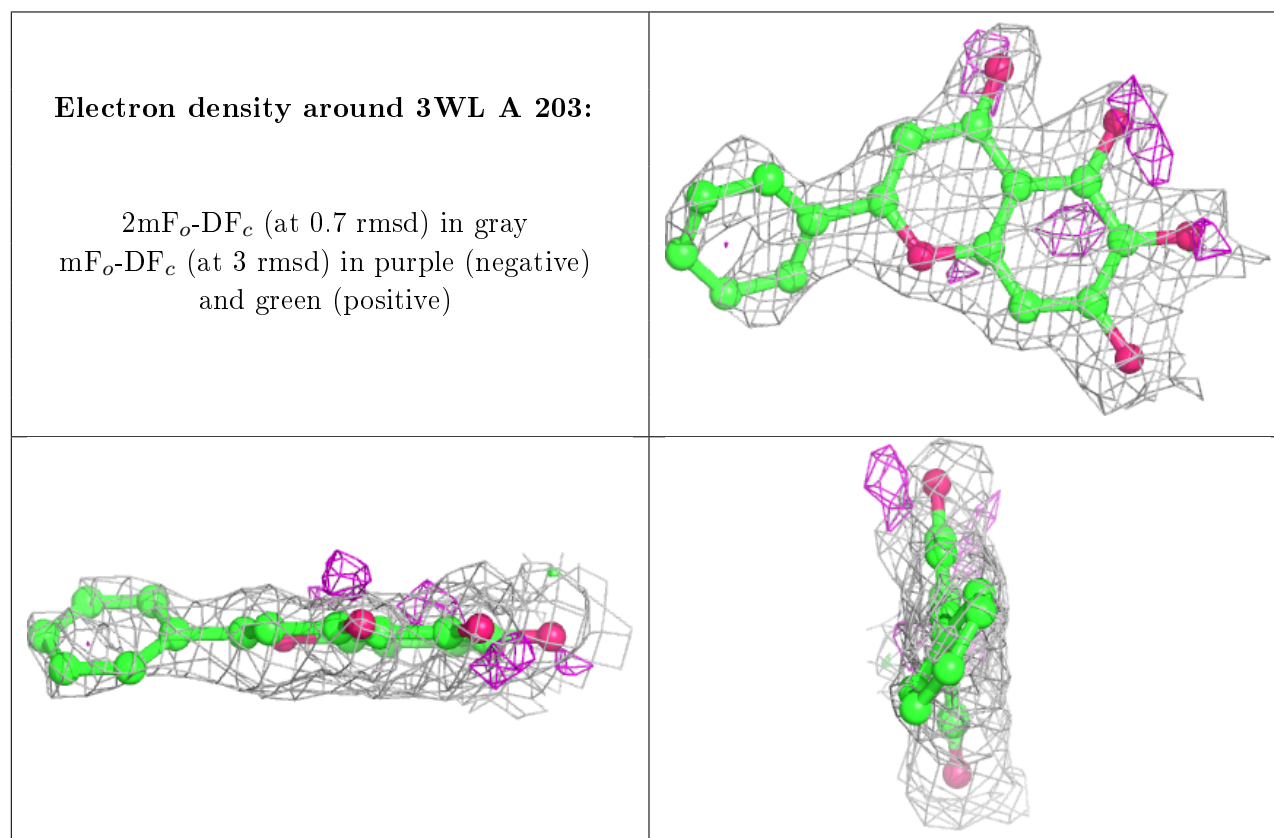 Electron density around 3WL A 203:
2mFₒ-DF𝒸 (at 0.7 rmsd) in gray
mFₒ-DF𝒸 (at 3 rmsd) in purple (negative)
and green (positive)